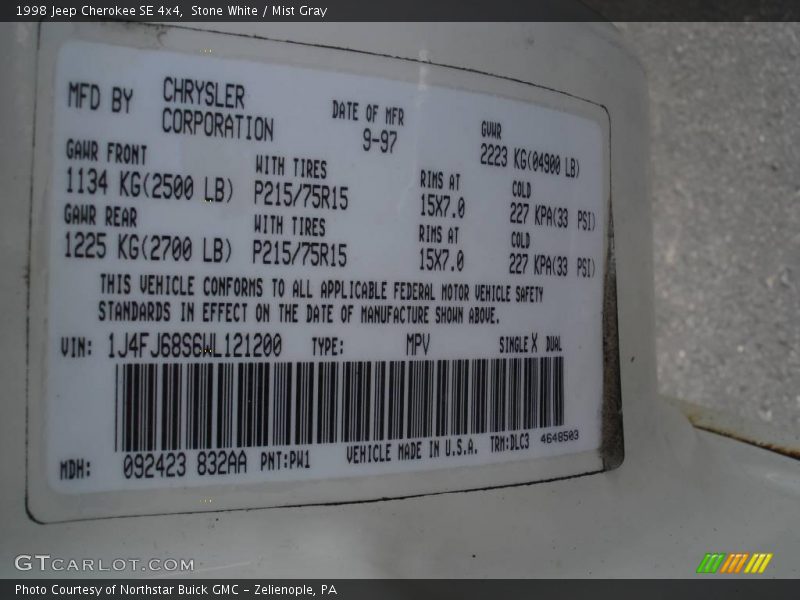 1998 Jeep Cherokee SE 4x4, Stone White / Mist Gray
MFD BY CHRYSLER CORPORATION DATE OF MFR 9-97 GVWR 2223 KG(04900 LB)
GAWR FRONT WITH TIRES RIMS AT COLD
1134 KG(2500 LB) P215/75R15 15X7.0 227 KPA(33 PSI)
GAWR REAR WITH TIRES RIMS AT COLD
1225 KG(2700 LB) P215/75R15 15X7.0 227 KPA(33 PSI)
THIS VEHICLE CONFORMS TO ALL APPLICABLE FEDERAL MOTOR VEHICLE SAFETY
STANDARDS IN EFFECT ON THE DATE OF MANUFACTURE SHOWN ABOVE.
VIN: 1J4FJ68S6WL121200 TYPE: MPV SINGLE X DUAL
MDH: 092423 832AA PNT:PW1 VEHICLE MADE IN U.S.A. TRM:DLC3 4648503
GTCARLOT.COM
Photo Courtesy of Northstar Buick GMC - Zelienople, PA